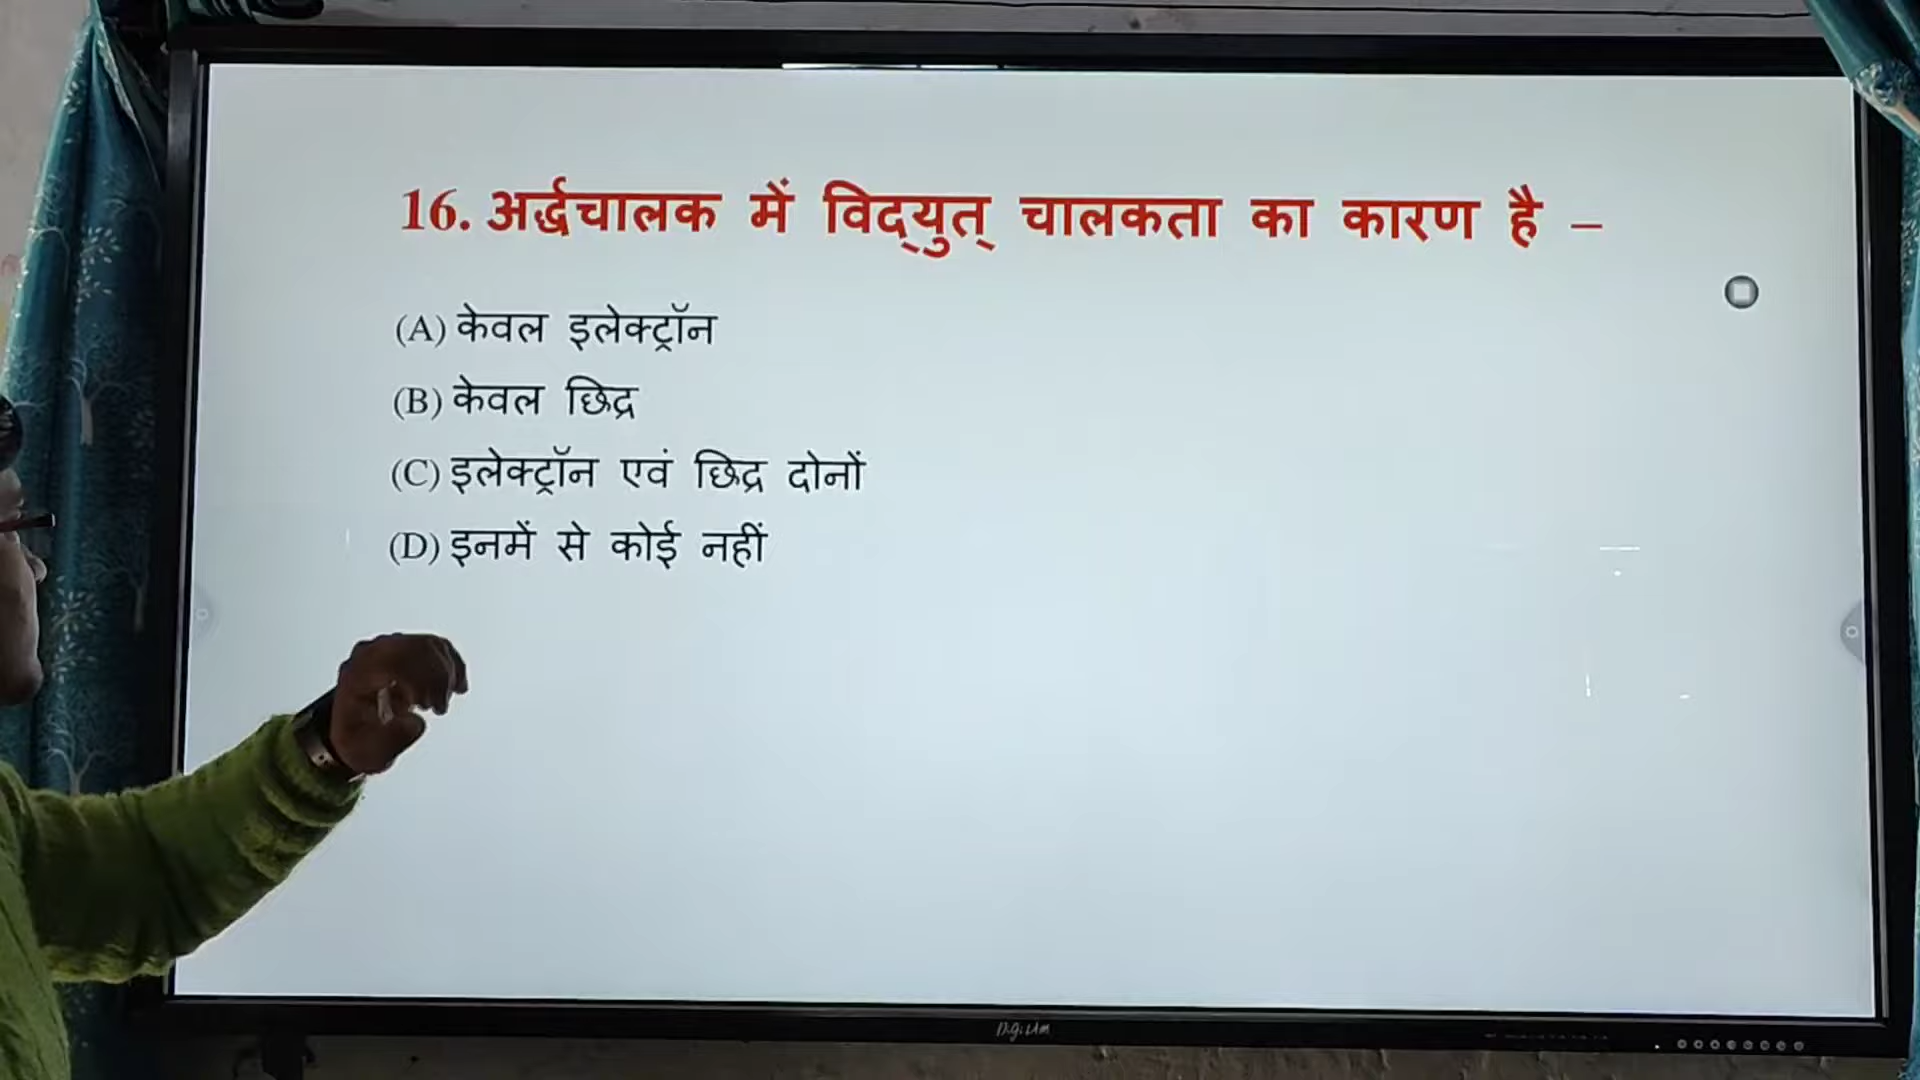 16. अर्द्धचालक में विद्‌युत् चालकता का कारण है –
(A) केवल इलेक्ट्रॉन
(B) केवल छिद्र
(C) इलेक्ट्रॉन एवं छिद्र दोनों
(D) इनमें से कोई नहीं